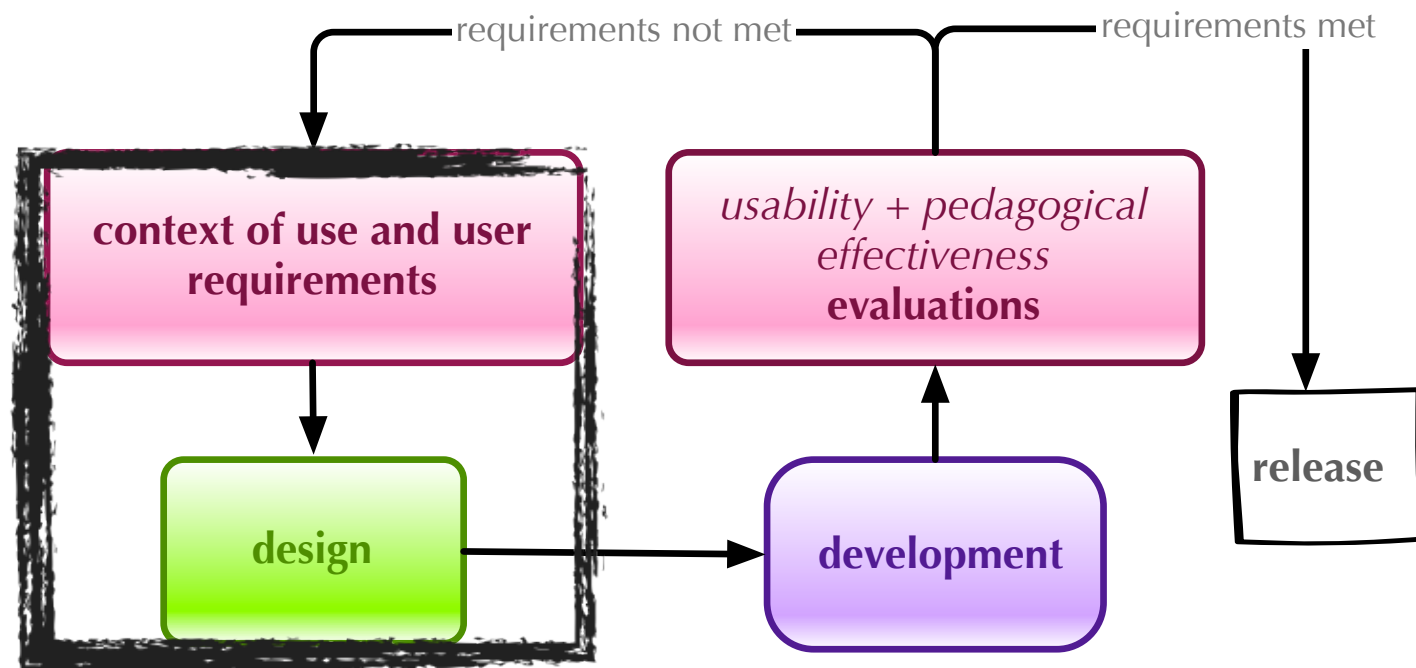 requirements not met
requirements met
context of use and user
requirements
usability + pedagogical
effectiveness
evaluations
design
development
release